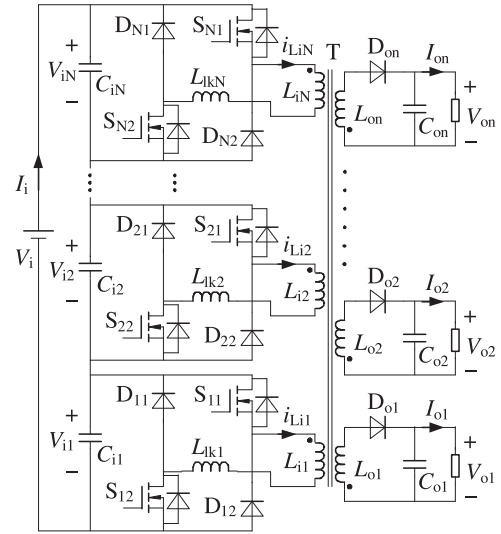 D_N1 S_N1 i_LiN T D_on I_on
+ V_iN − C_iN L_lkN L_iN L_on C_on + V_on −
S_N2 D_N2
I_i
V_i
D_21 S_21 i_Li2 D_o2 I_o2
+ V_i2 − C_i2 L_lk2 L_i2 L_o2 C_o2 + V_o2 −
S_22 D_22
D_11 S_11 i_Li1 D_o1 I_o1
+ V_i1 − C_i1 L_lk1 L_i1 L_o1 C_o1 + V_o1 −
S_12 D_12